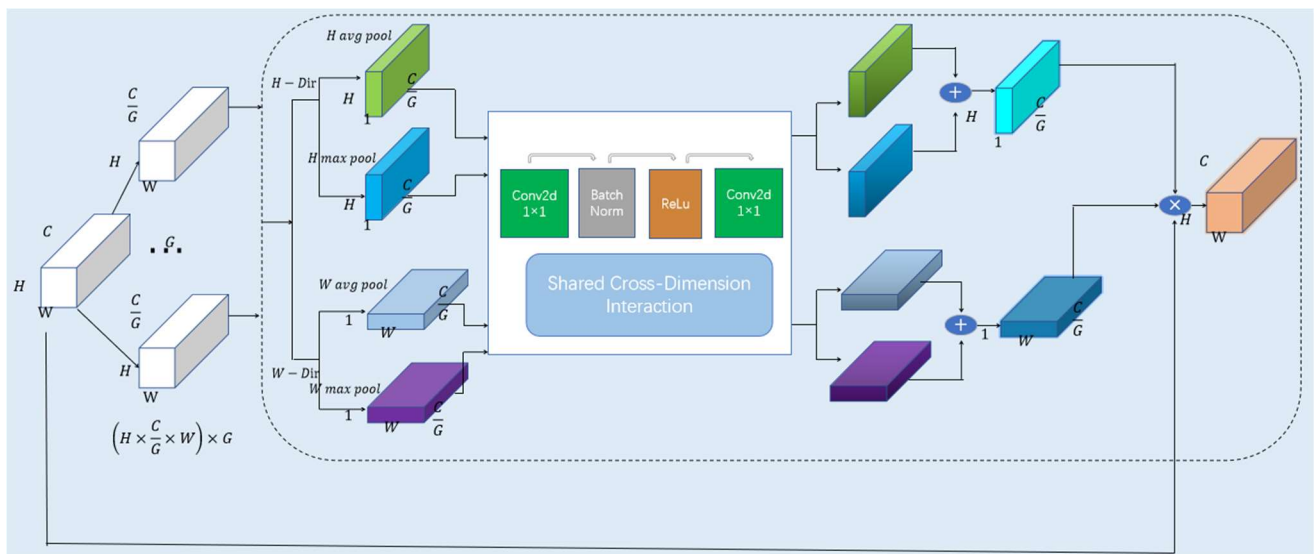 H avg pool
C/G
H – Dir
H
C/G
1
C/G
H
W
H max pool
H
C/G
1
Conv2d
1×1
Batch
Norm
ReLu
Conv2d
1×1
Shared Cross-Dimension
Interaction
+
H
C/G
1
C
×
H
W
C
H
W
G
C/G
H
W
(H × C/G × W) × G
W avg pool
1
W
C/G
W – Dir
W max pool
1
W
C/G
+
1
W
C/G